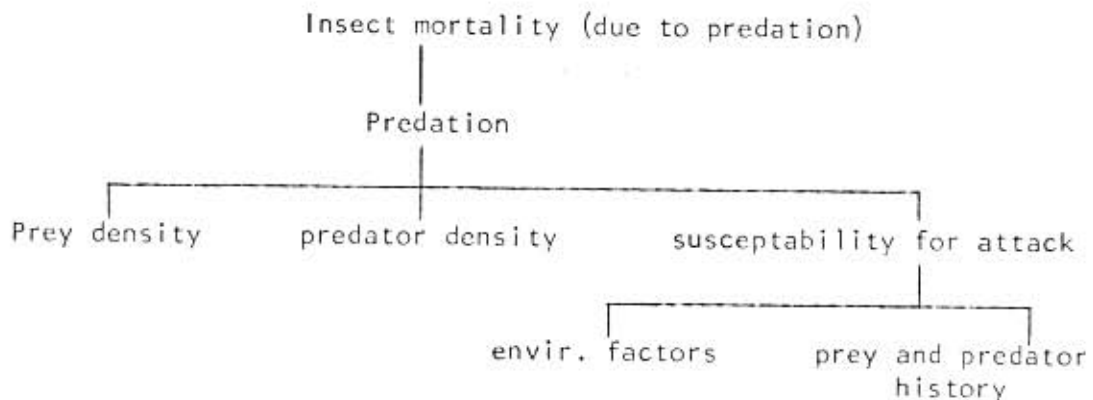 Insect mortality (due to predation)
Predation
Prey density predator density susceptability for attack
envir. factors prey and predator
history